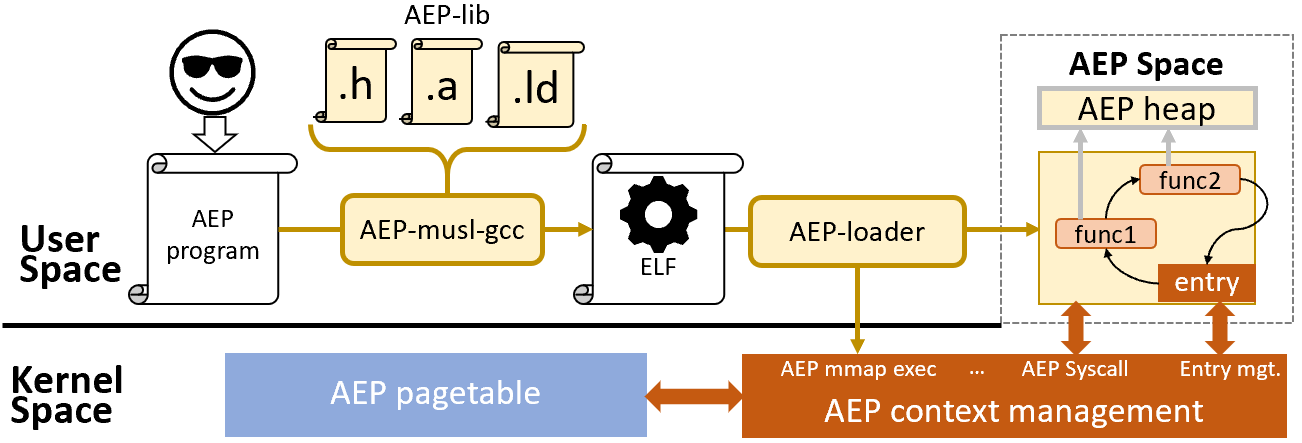 AEP-lib
.h
.a
.ld
AEP
program
AEP-musl-gcc
ELF
AEP-loader
AEP Space
AEP heap
func2
func1
entry
User
Space
Kernel
Space
AEP pagetable
AEP mmap exec ... AEP Syscall Entry mgt.
AEP context management